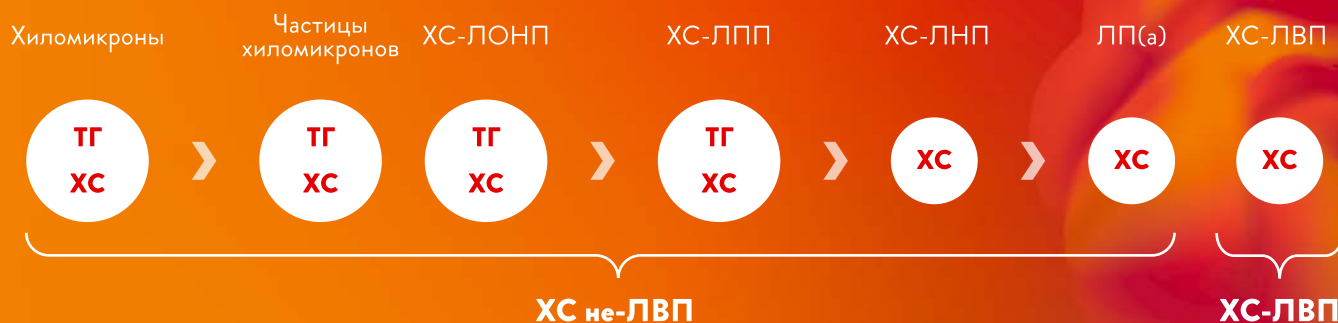 Хиломикроны
Частицы
хиломикронов
ХС-ЛОНП
ХС-ЛПП
ХС-ЛНП
ЛП(а)
ХС-ЛВП
ТГ
ХС
ТГ
ХС
ТГ
ХС
ТГ
ХС
ХС
ХС
ХС
ХС не-ЛВП
ХС-ЛВП